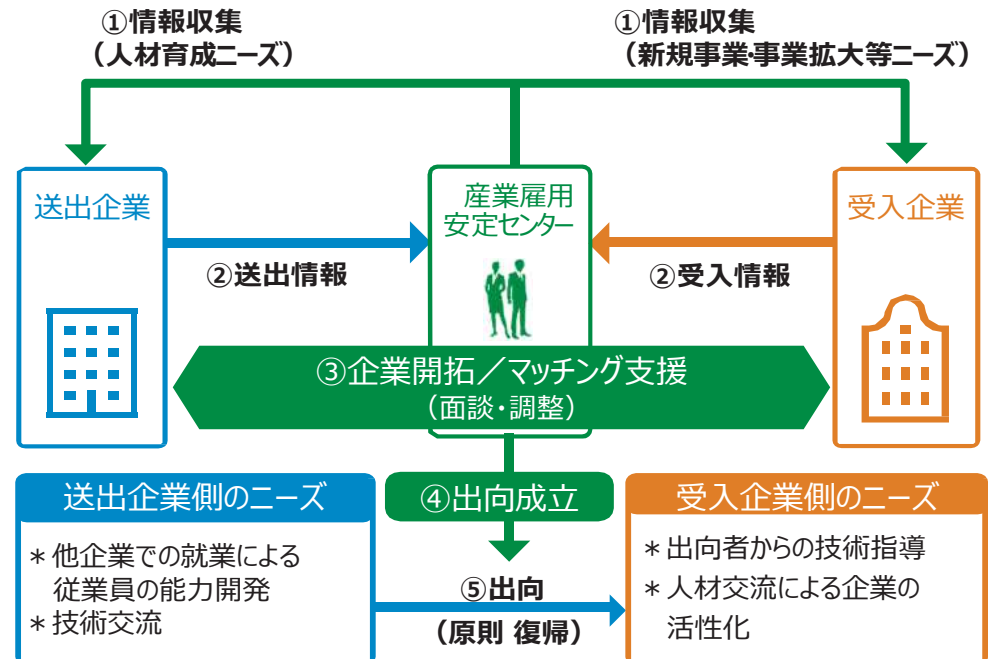 ①情報収集
（人材育成ニーズ）
①情報収集
（新規事業・事業拡大等ニーズ）
送出企業
産業雇用
安定センター
受入企業
②送出情報
②受入情報
③企業開拓／マッチング支援
（面談・調整）
送出企業側のニーズ
＊他企業での就業による
従業員の能力開発
＊技術交流
④出向成立
⑤出向
（原則 復帰）
受入企業側のニーズ
＊出向者からの技術指導
＊人材交流による企業の
活性化